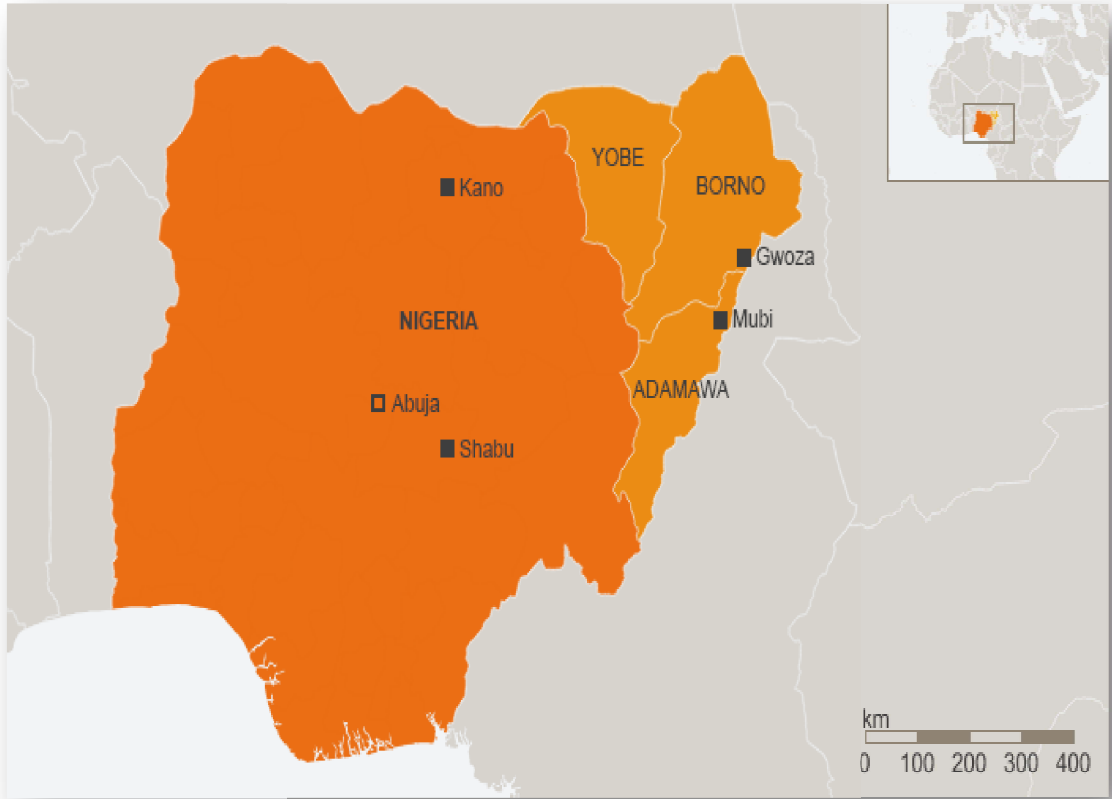 YOBE
BORNO
Kano
Gwoza
NIGERIA
Mubi
ADAMAWA
Abuja
Shabu
km
0 100 200 300 400